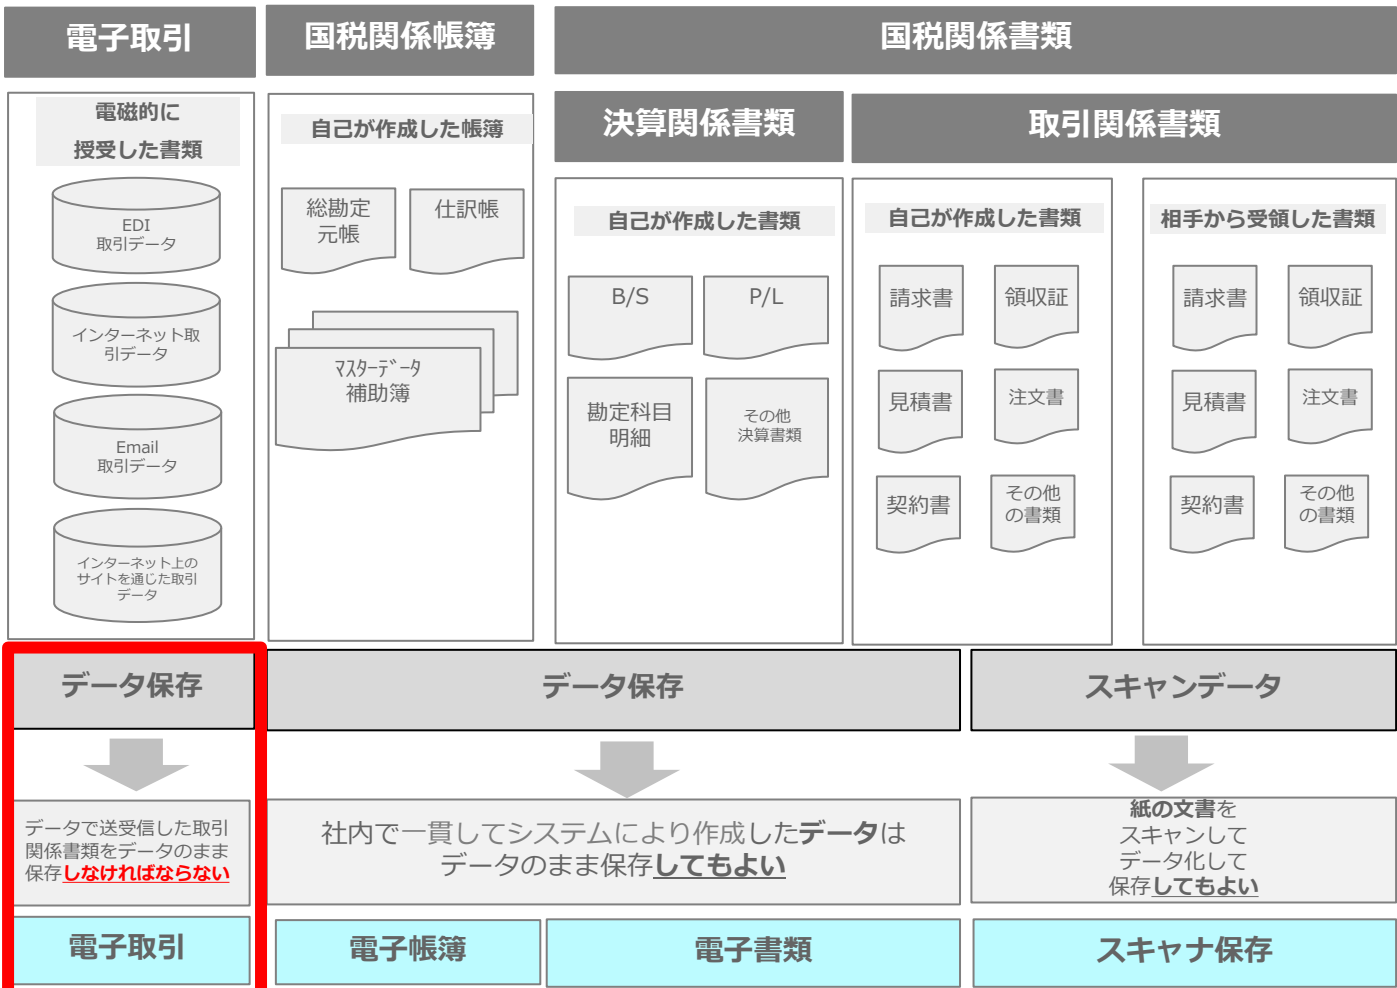 電子取引
国税関係帳簿
国税関係書類
電磁的に
授受した書類
EDI
取引データ
インターネット取
引データ
Email
取引データ
インターネット上の
サイトを通じた取引
データ
自己が作成した帳簿
総勘定
元帳
仕訳帳
ﾏｽﾀｰﾃﾞｰﾀ
補助簿
決算関係書類
取引関係書類
自己が作成した書類
B/S
P/L
勘定科目
明細
その他
決算書類
自己が作成した書類
請求書
領収証
見積書
注文書
契約書
その他
の書類
相手から受領した書類
請求書
領収証
見積書
注文書
契約書
その他
の書類
データ保存
データ保存
スキャンデータ
データで送受信した取引
関係書類をデータのまま
保存しなければならない
社内で一貫してシステムにより作成したデータは
データのまま保存してもよい
紙の文書を
スキャンして
データ化して
保存してもよい
電子取引
電子帳簿
電子書類
スキャナ保存